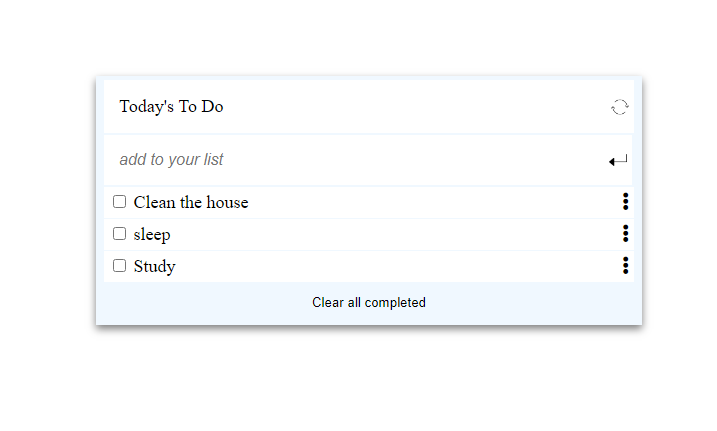 Today's To Do
add to your list
Clean the house
sleep
Study
Clear all completed